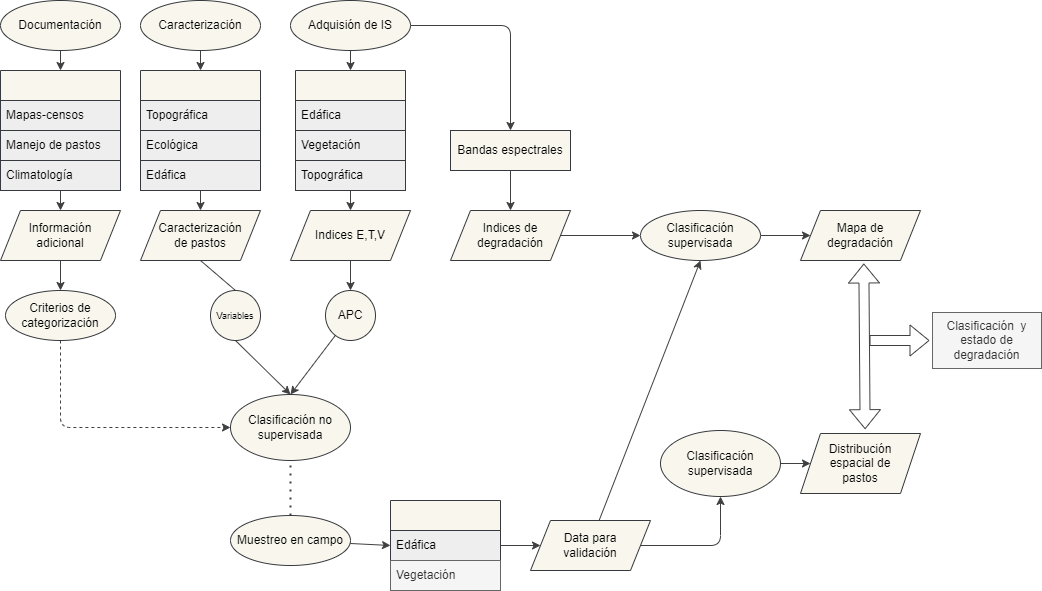 Documentación
Caracterización
Adquisión de IS
Mapas-censos
Manejo de pastos
Climatología
Topográfica
Ecológica
Edáfica
Edáfica
Vegetación
Topográfica
Bandas espectrales
Información
adicional
Caracterización
de pastos
Indices E,T,V
Indices de
degradación
Clasificación
supervisada
Mapa de
degradación
Criterios de
categorización
Variables
APC
Clasificación y
estado de
degradación
Clasificación no
supervisada
Clasificación
supervisada
Distribución
espacial de
pastos
Muestreo en campo
Edáfica
Vegetación
Data para
validación